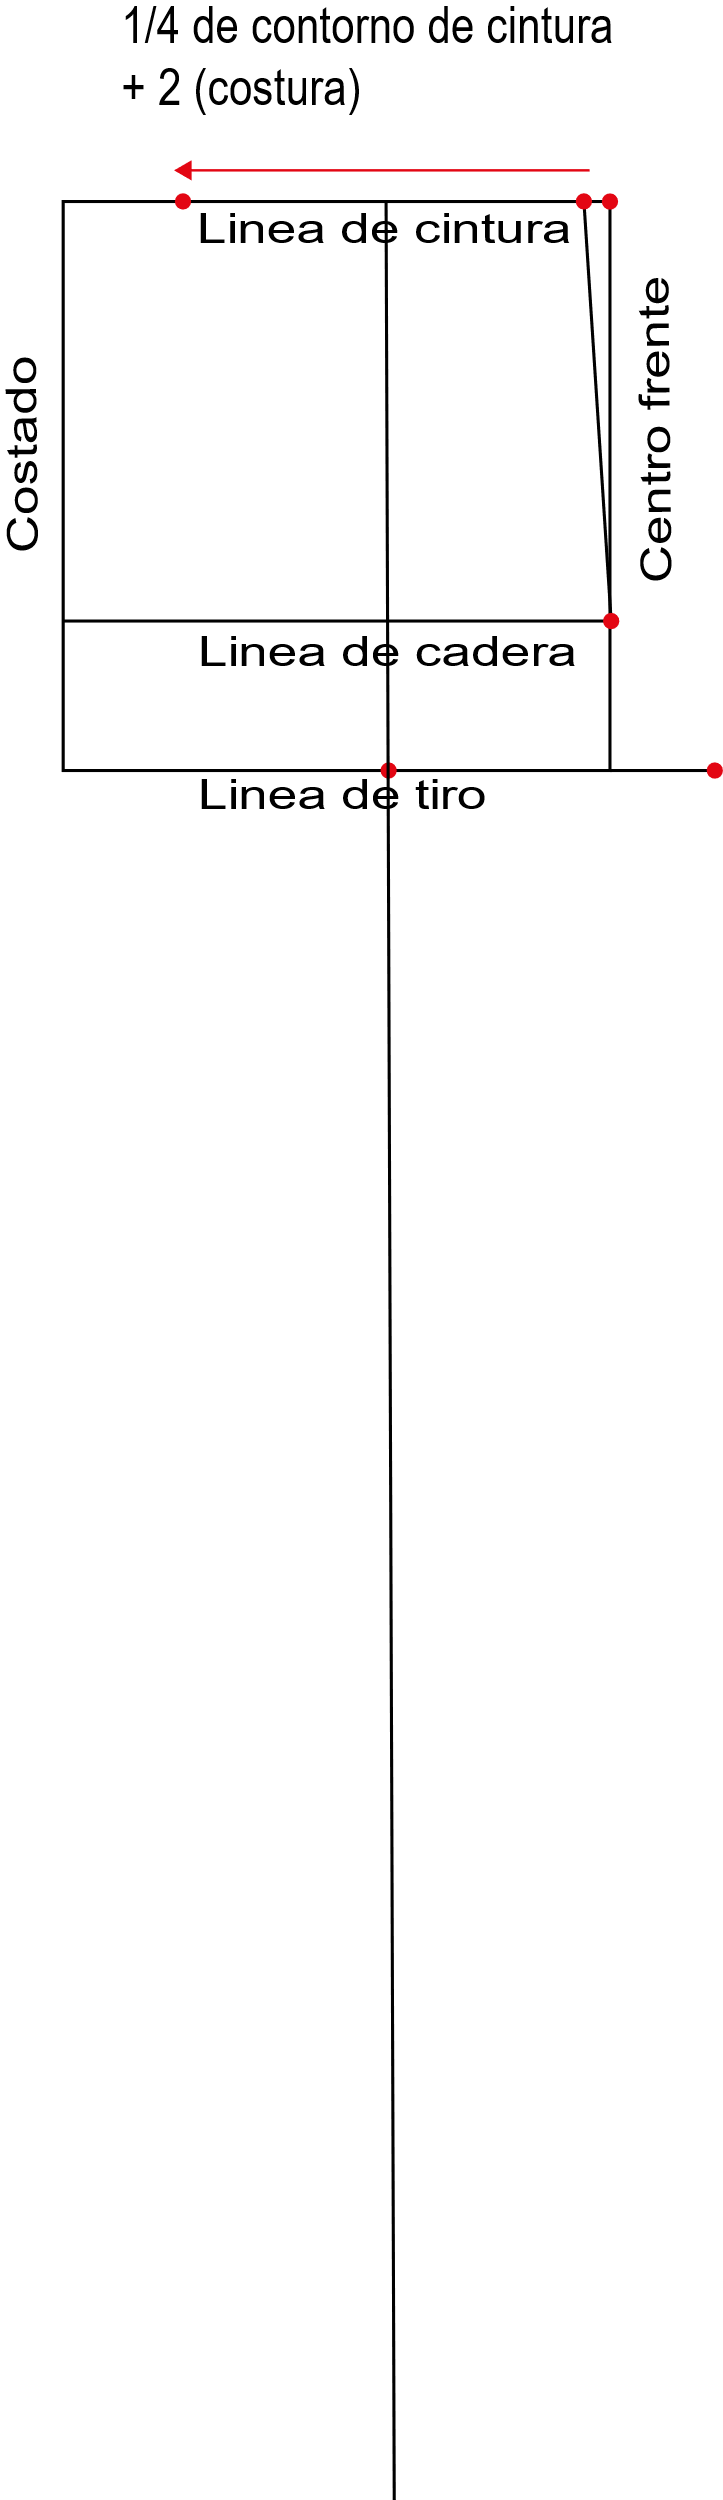 1/4 de contorno de cintura
+ 2 (costura)
Linea de cintura
Costado
Centro frente
Linea de cadera
Linea de tiro